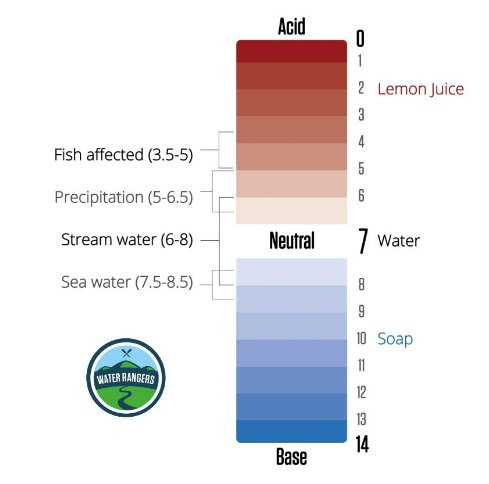 Acid
0
1
2
Lemon Juice
3
4
Fish affected (3.5-5)
5
Precipitation (5-6.5)
6
Stream water (6-8)
Neutral
7
Water
Sea water (7.5-8.5)
8
9
10
Soap
11
WATER RANGERS
12
13
14
Base